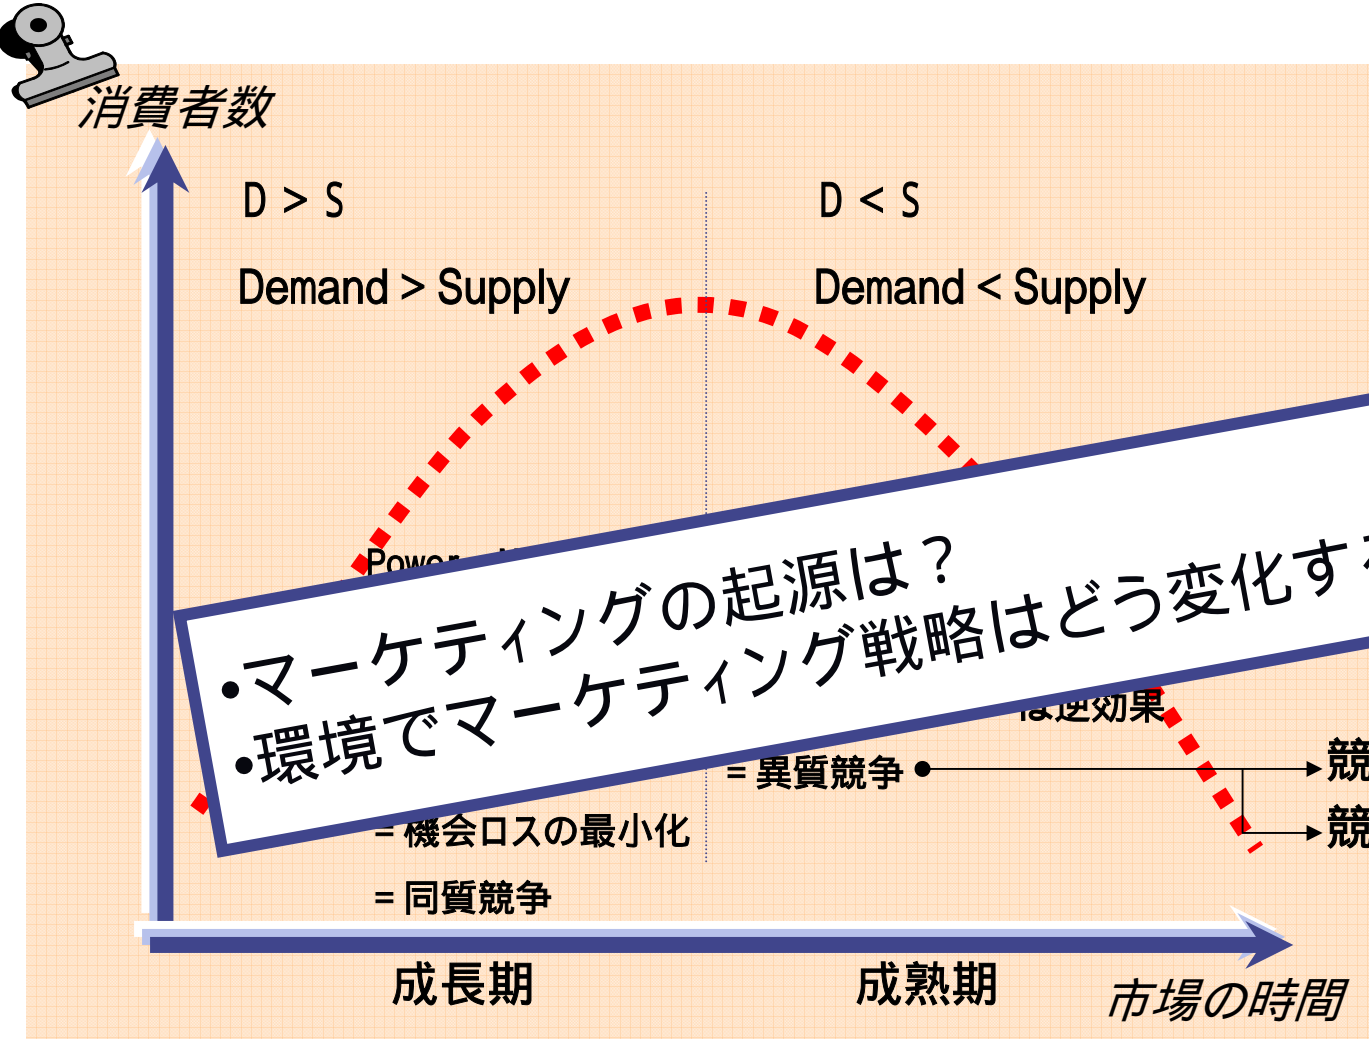 消費者数
D > S
D < S
Demand > Supply
Demand < Supply
•マーケティングの起源は？
•環境でマーケティング戦略はどう変化す
は逆効果
= 異質競争
競
競
= 機会ロスの最小化
= 同質競争
成長期
成熟期
市場の時間